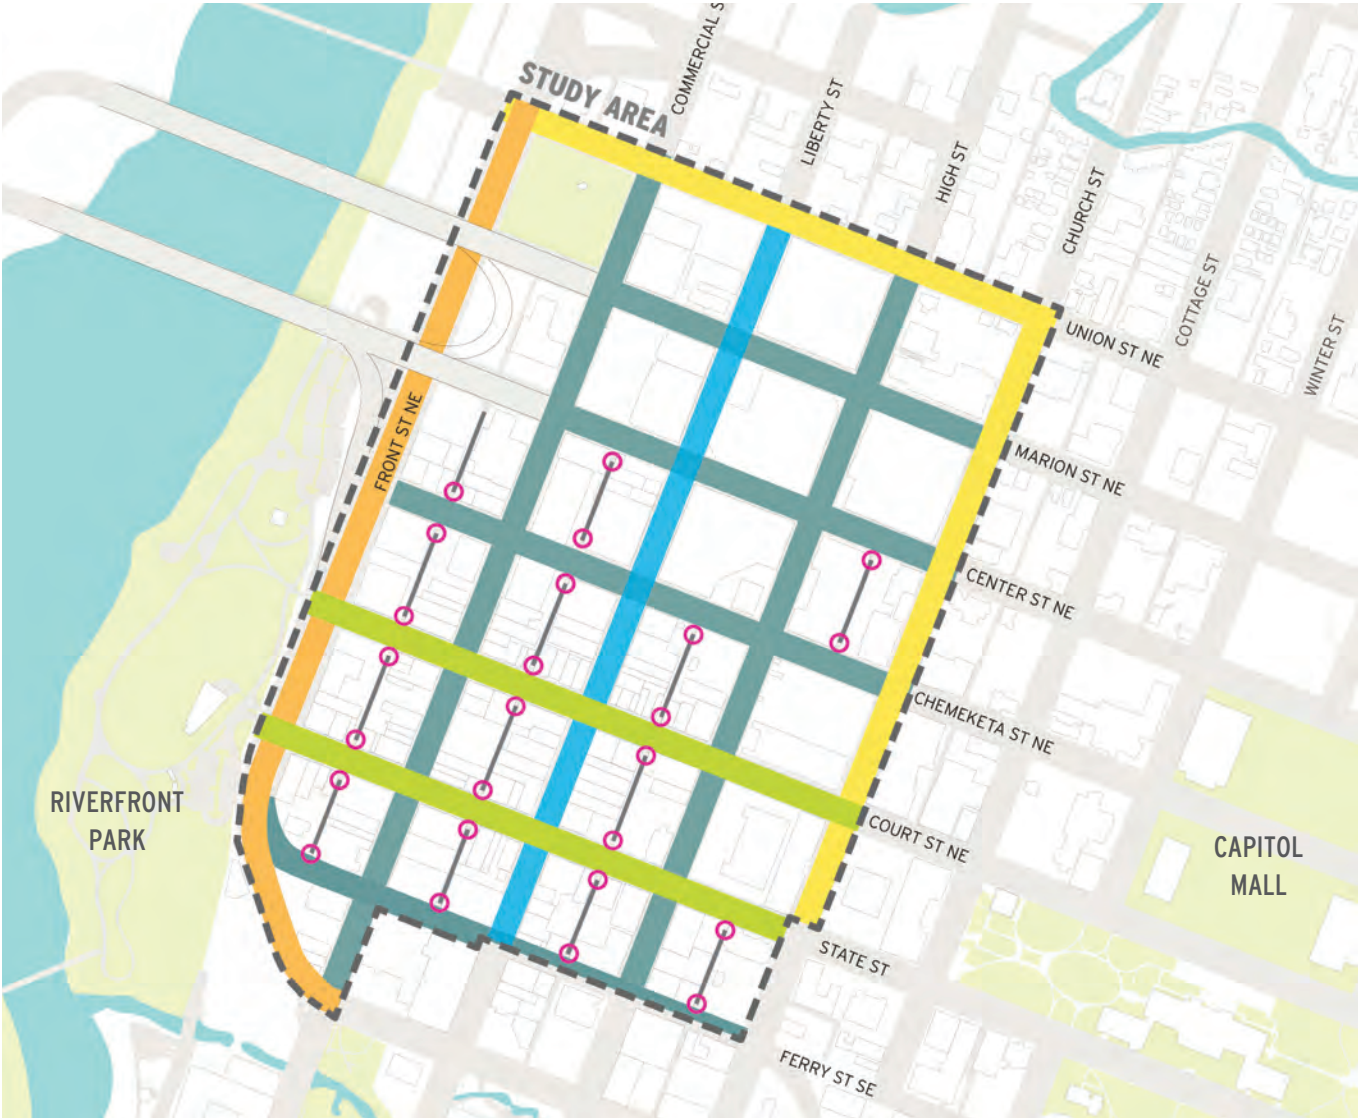 STUDY AREA
COMMERCIAL S
LIBERTY ST
HIGH ST
CHURCH ST
COTTAGE ST
WINTER ST
UNION ST NE
FRONT ST NE
MARION ST NE
CENTER ST NE
CHEMEKETA ST NE
RIVERFRONT
PARK
COURT ST NE
CAPITOL
MALL
STATE ST
FERRY ST SE